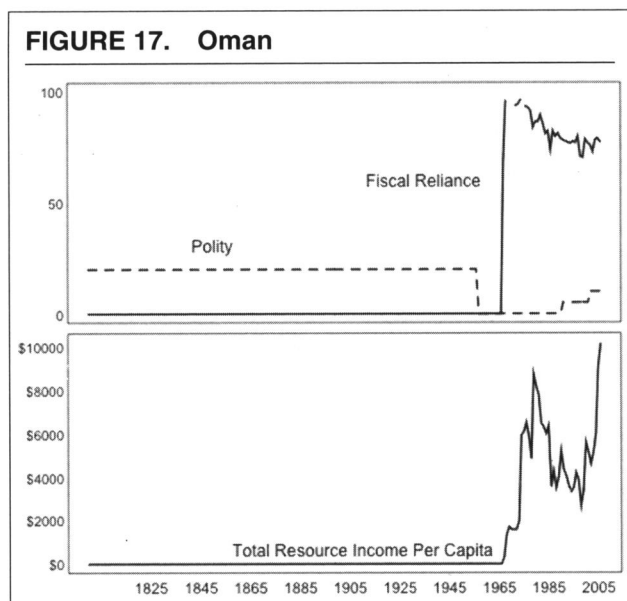 FIGURE 17. Oman
100
Fiscal Reliance
50
Polity
0
$10000
$8000
$6000
$4000
$2000
Total Resource Income Per Capita
$0
1825 1845 1865 1885 1905 1925 1945 1965 1985 2005